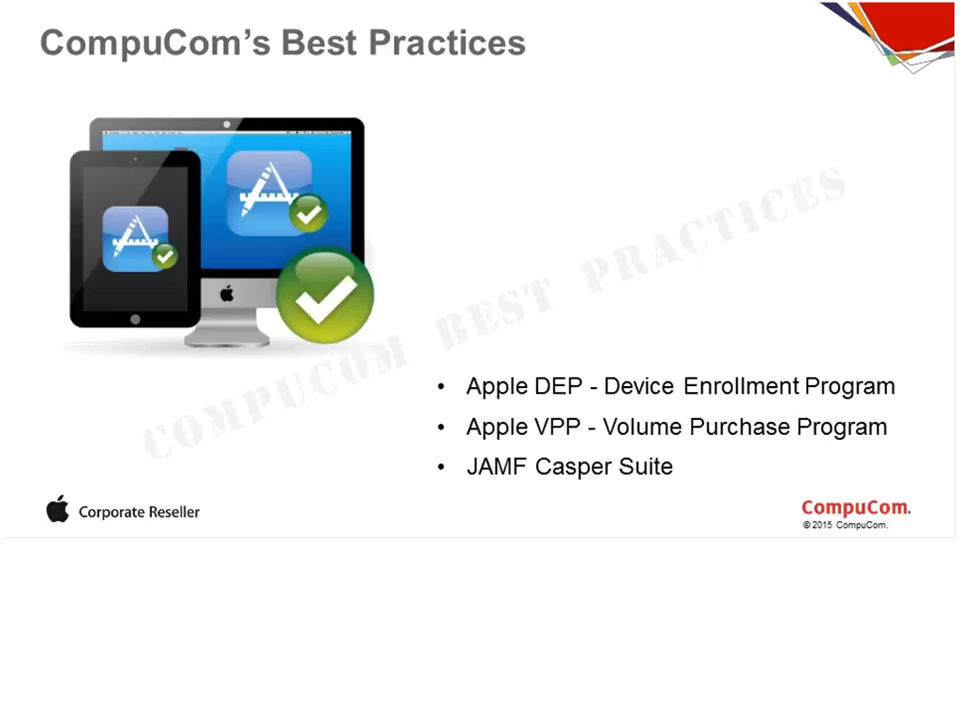 CompuCom’s Best Practices
COMPUCOM BEST PRACTICES
• Apple DEP - Device Enrollment Program
• Apple VPP - Volume Purchase Program
• JAMF Casper Suite
Corporate Reseller
CompuCom.
© 2015 CompuCom.